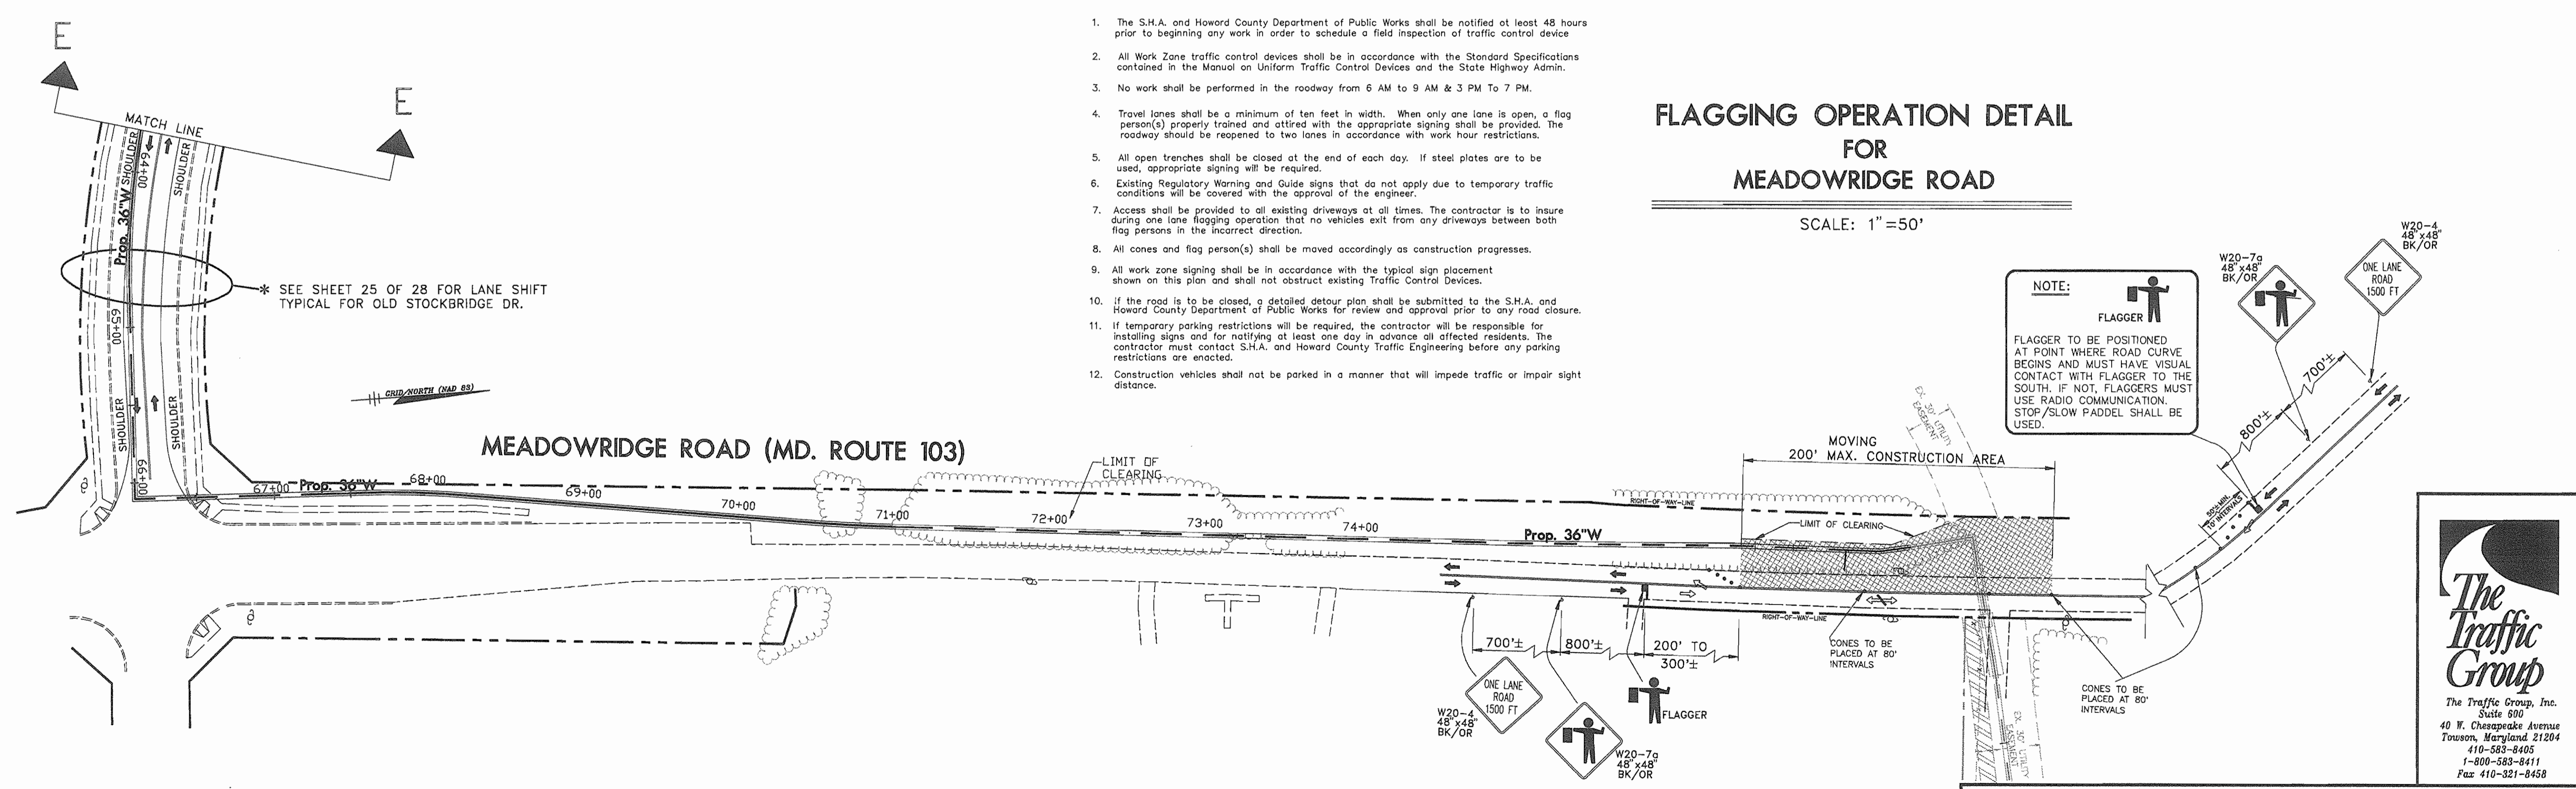 E
E
MATCH LINE
SHOULDER
64+00
SHOULDER
Prop. 36"W
65+00
* SEE SHEET 25 OF 28 FOR LANE SHIFT
TYPICAL FOR OLD STOCKBRIDGE DR.
SHOULDER
SHOULDER
66+00
GRID/NORTH (NAD 83)
1. The S.H.A. and Howard County Department of Public Works shall be notified at least 48 hours
prior to beginning any work in order to schedule a field inspection of traffic control device
2. All Work Zane traffic control devices shall be in accordance with the Standard Specifications
contained in the Manual on Uniform Traffic Control Devices and the State Highway Admin.
3. No work shall be performed in the roadway from 6 AM to 9 AM & 3 PM To 7 PM.
4. Travel lanes shall be a minimum of ten feet in width. When only one lane is open, a flag
person(s) properly trained and attired with the appropriate signing shall be provided. The
roadway should be reopened to two lanes in accordance with work hour restrictions.
5. All open trenches shall be closed at the end of each day. If steel plates are to be
used, appropriate signing will be required.
6. Existing Regulatory Warning and Guide signs that do not apply due to temporary traffic
conditions will be covered with the approval of the engineer.
7. Access shall be provided to all existing driveways at all times. The contractor is to insure
during one lane flagging operation that no vehicles exit from any driveways between both
flag persons in the incorrect direction.
8. All cones and flag person(s) shall be moved accordingly as construction progresses.
9. All work zone signing shall be in accordance with the typical sign placement
shown on this plan and shall not obstruct existing Traffic Control Devices.
10. If the road is to be closed, a detailed detour plan shall be submitted to the S.H.A. and
Howard County Department of Public Works for review and approval prior to any road closure.
11. If temporary parking restrictions will be required, the contractor will be responsible for
installing signs and for notifying at least one day in advance all affected residents. The
contractor must contact S.H.A. and Howard County Traffic Engineering before any parking
restrictions are enacted.
12. Construction vehicles shall not be parked in a manner that will impede traffic or impair sight
distance.
FLAGGING OPERATION DETAIL
FOR
MEADOWRIDGE ROAD
SCALE: 1"=50'
NOTE:
FLAGGER
FLAGGER TO BE POSITIONED
AT POINT WHERE ROAD CURVE
BEGINS AND MUST HAVE VISUAL
CONTACT WITH FLAGGER TO THE
SOUTH. IF NOT, FLAGGERS MUST
USE RADIO COMMUNICATION.
STOP/SLOW PADDEL SHALL BE
USED.
W20-7a
48"x48"
BK/OR
W20-4
48"x48"
BK/OR
ONE LANE
ROAD
1500 FT
700'±
800'±
50'± MIN.
10' INTERVALS
MEADOWRIDGE ROAD (MD. ROUTE 103)
LIMIT OF
CLEARING
67+00
Prop. 36"W
68+00
69+00
70+00
71+00
72+00
73+00
74+00
Prop. 36"W
RIGHT-OF-WAY-LINE
LIMIT OF CLEARING
MOVING
200' MAX. CONSTRUCTION AREA
EX. 30' UTILITY
EASEMENT
RIGHT-OF-WAY-LINE
700'±
800'±
200' TO
300'±
ONE LANE
ROAD
1500 FT
W20-4
48"x48"
BK/OR
FLAGGER
W20-7a
48"x48"
BK/OR
CONES TO BE
PLACED AT 80'
INTERVALS
CONES TO BE
PLACED AT 80'
INTERVALS
EX. 30' UTILITY
EASEMENT
The
Traffic
Group
The Traffic Group, Inc.
Suite 600
40 W. Chesapeake Avenue
Towson, Maryland 21204
410-583-8405
1-800-583-8411
Fax 410-321-8458